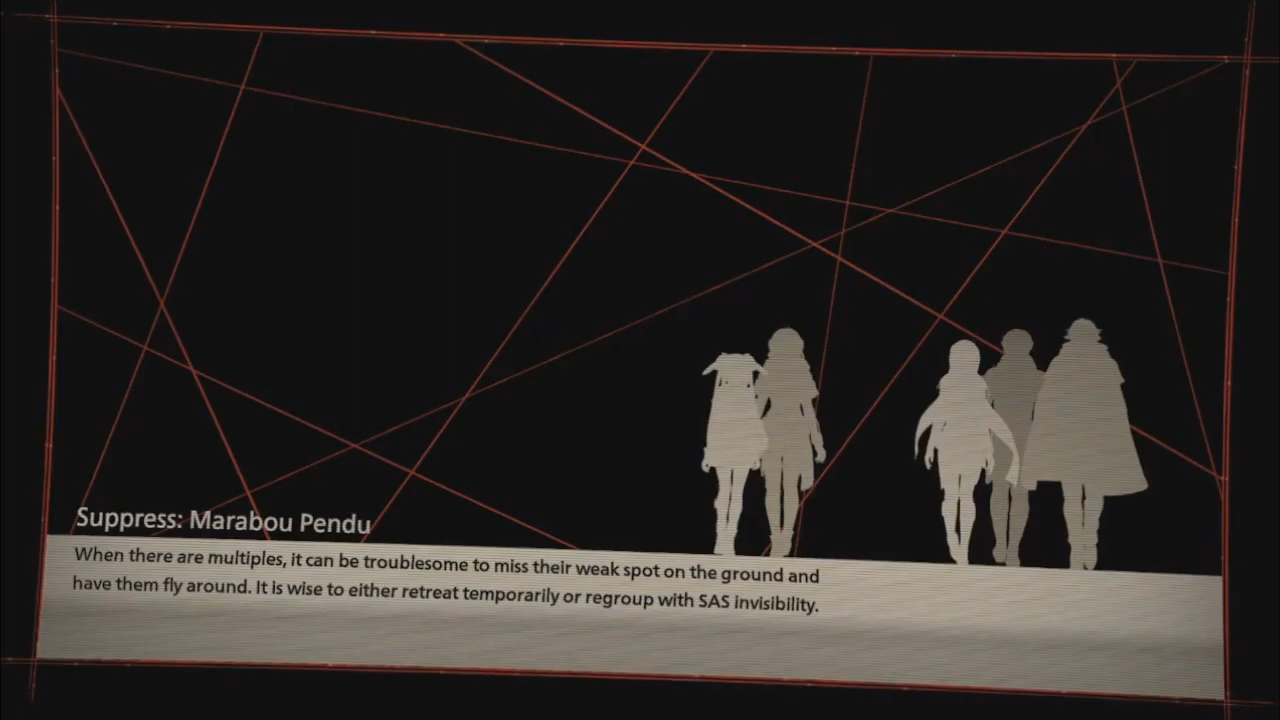 Suppress: Marabou Pendu
When there are multiples, it can be troublesome to miss their weak spot on the ground and
have them fly around. It is wise to either retreat temporarily or regroup with SAS invisibility.